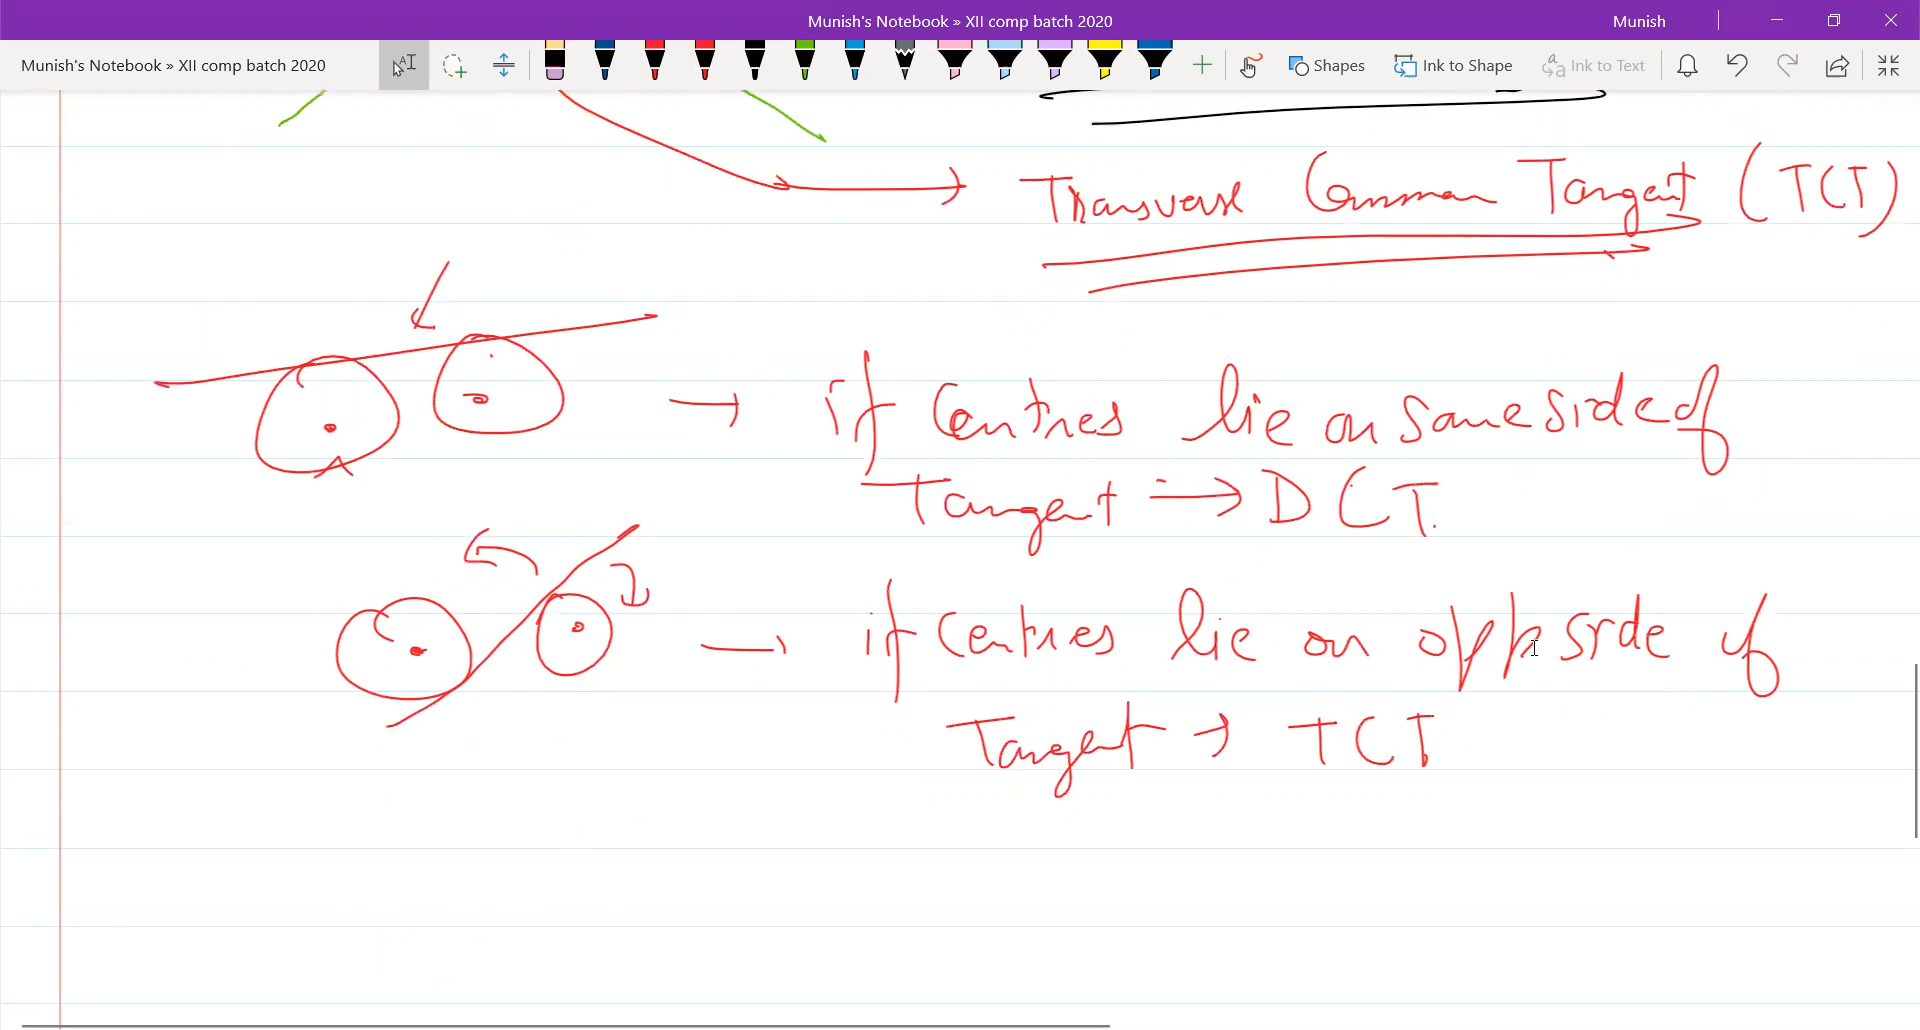 Munish's Notebook » XII comp batch 2020
Munish
Munish's Notebook » XII comp batch 2020
Shapes
Ink to Shape
Ink to Text
Transverse Common Tangent (TCT)
→ if Centres lie on same side of
Tangent → DCT.
→ if Centres lie on opp side of
Tangent → TCT